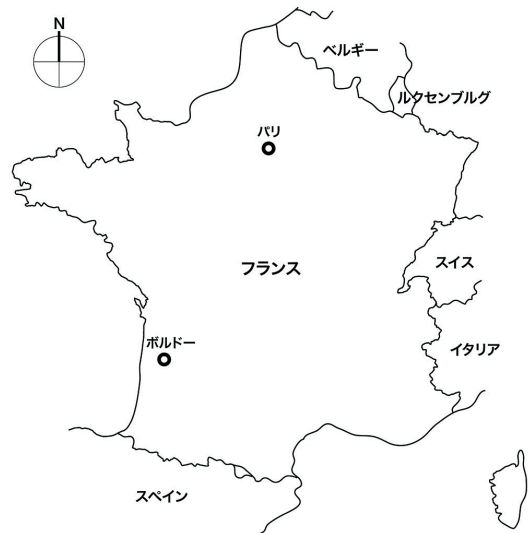 N
ベルギー
ルクセンブルグ
パリ
フランス
スイス
ボルドー
イタリア
スペイン